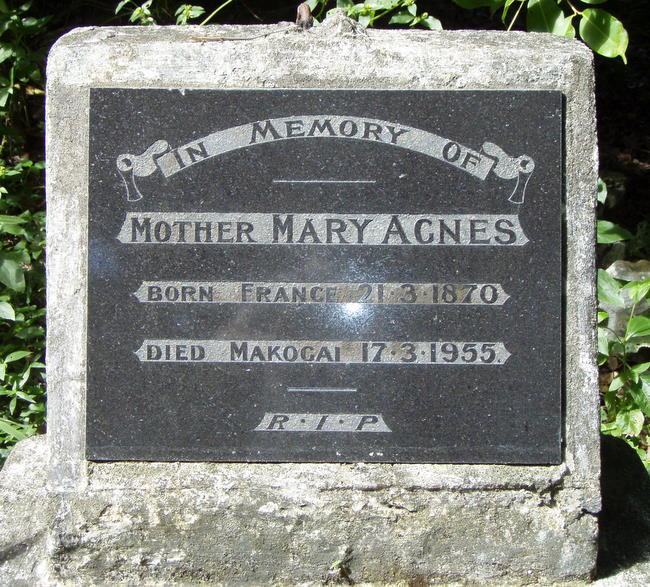 IN MEMORY OF
MOTHER MARY AGNES
BORN FRANCE 21·3·1870
DIED MAKOGAI 17·3·1955.
R·I·P